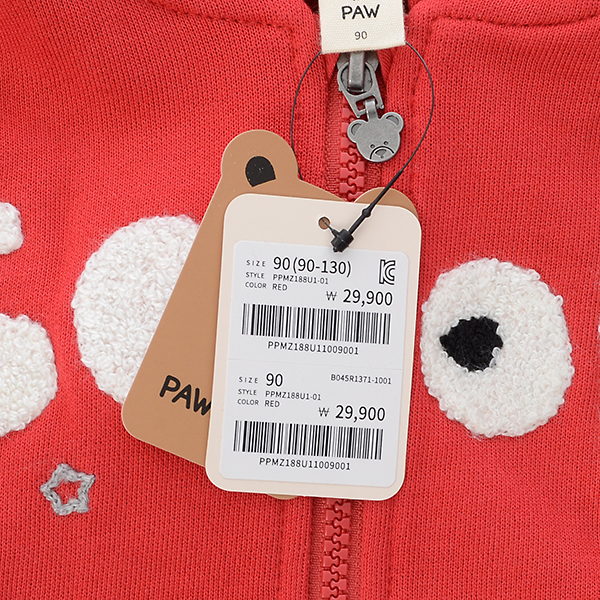 PAW
90
SIZE 90(90-130)
STYLE PPMZ188U1-01
COLOR RED
₩ 29,900
PPMZ188U11009001
SIZE 90 B045R1371-1001
STYLE PPMZ188U1-01
COLOR RED
₩ 29,900
PPMZ188U11009001
PAW